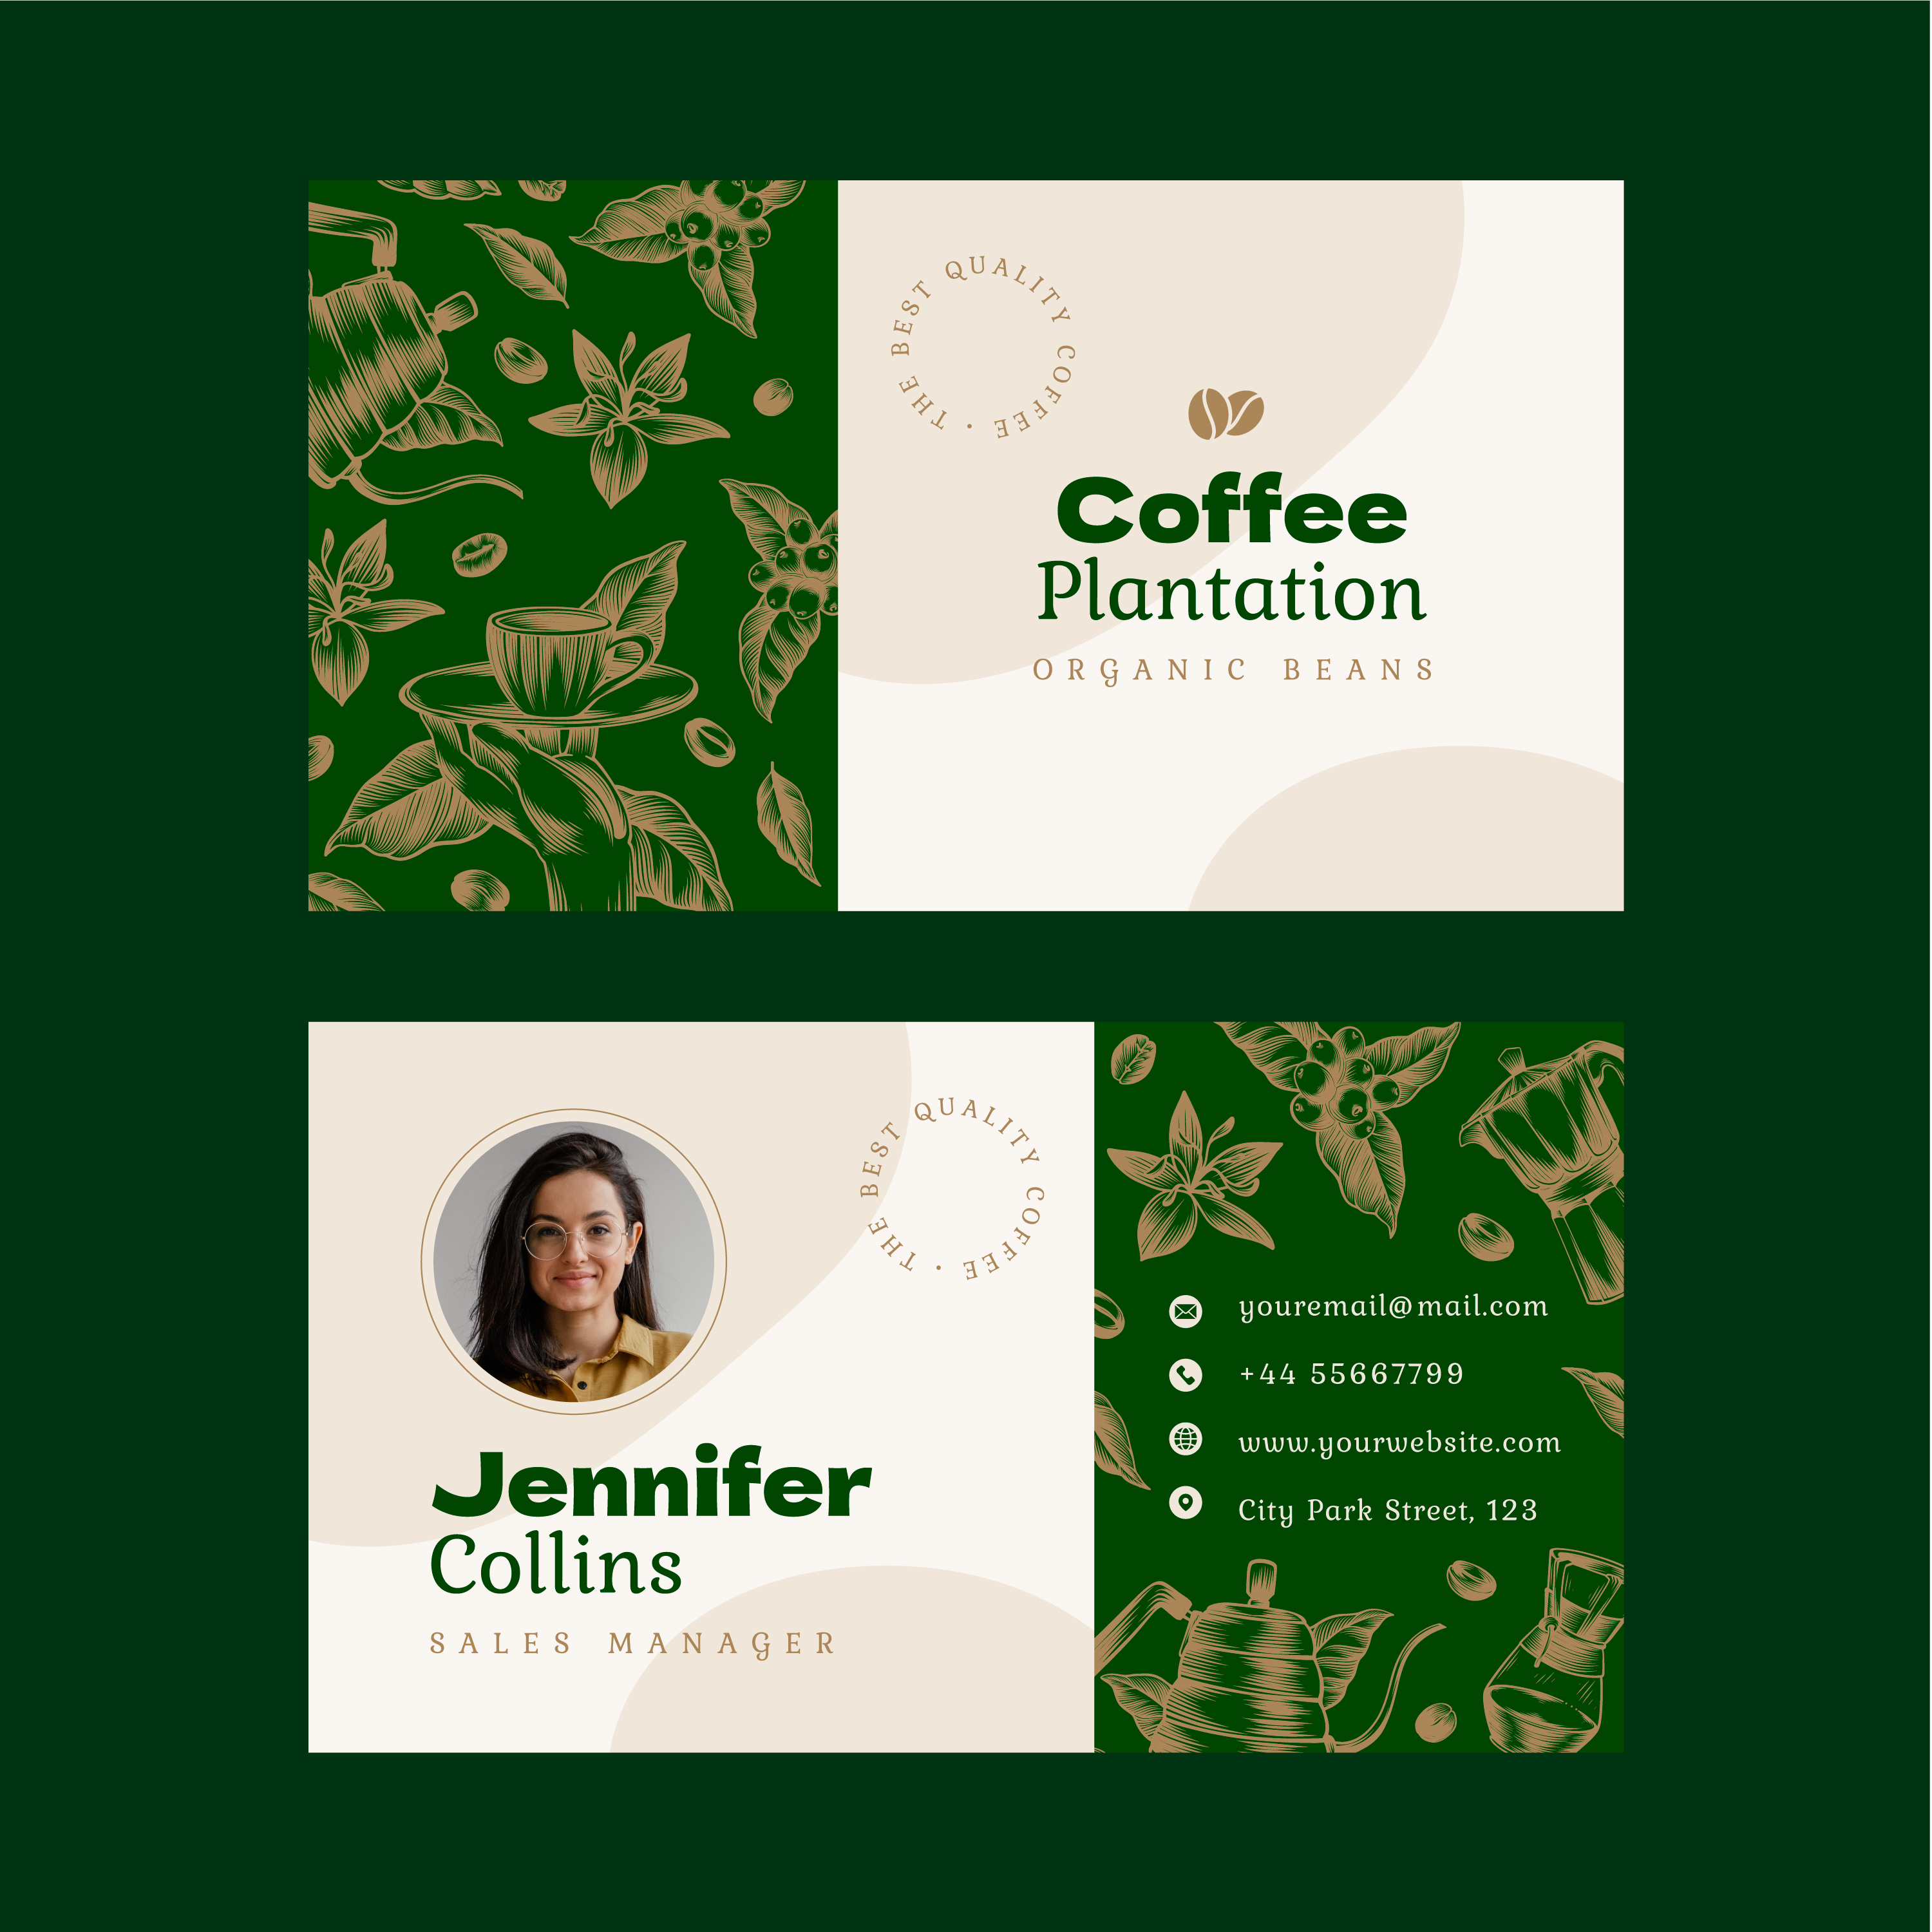 THE BEST QUALITY COFFEE •
Coffee
Plantation
ORGANIC BEANS
THE BEST QUALITY COFFEE •
Jennifer
Collins
SALES MANAGER
youremail@mail.com
+44 55667799
www.yourwebsite.com
City Park Street, 123